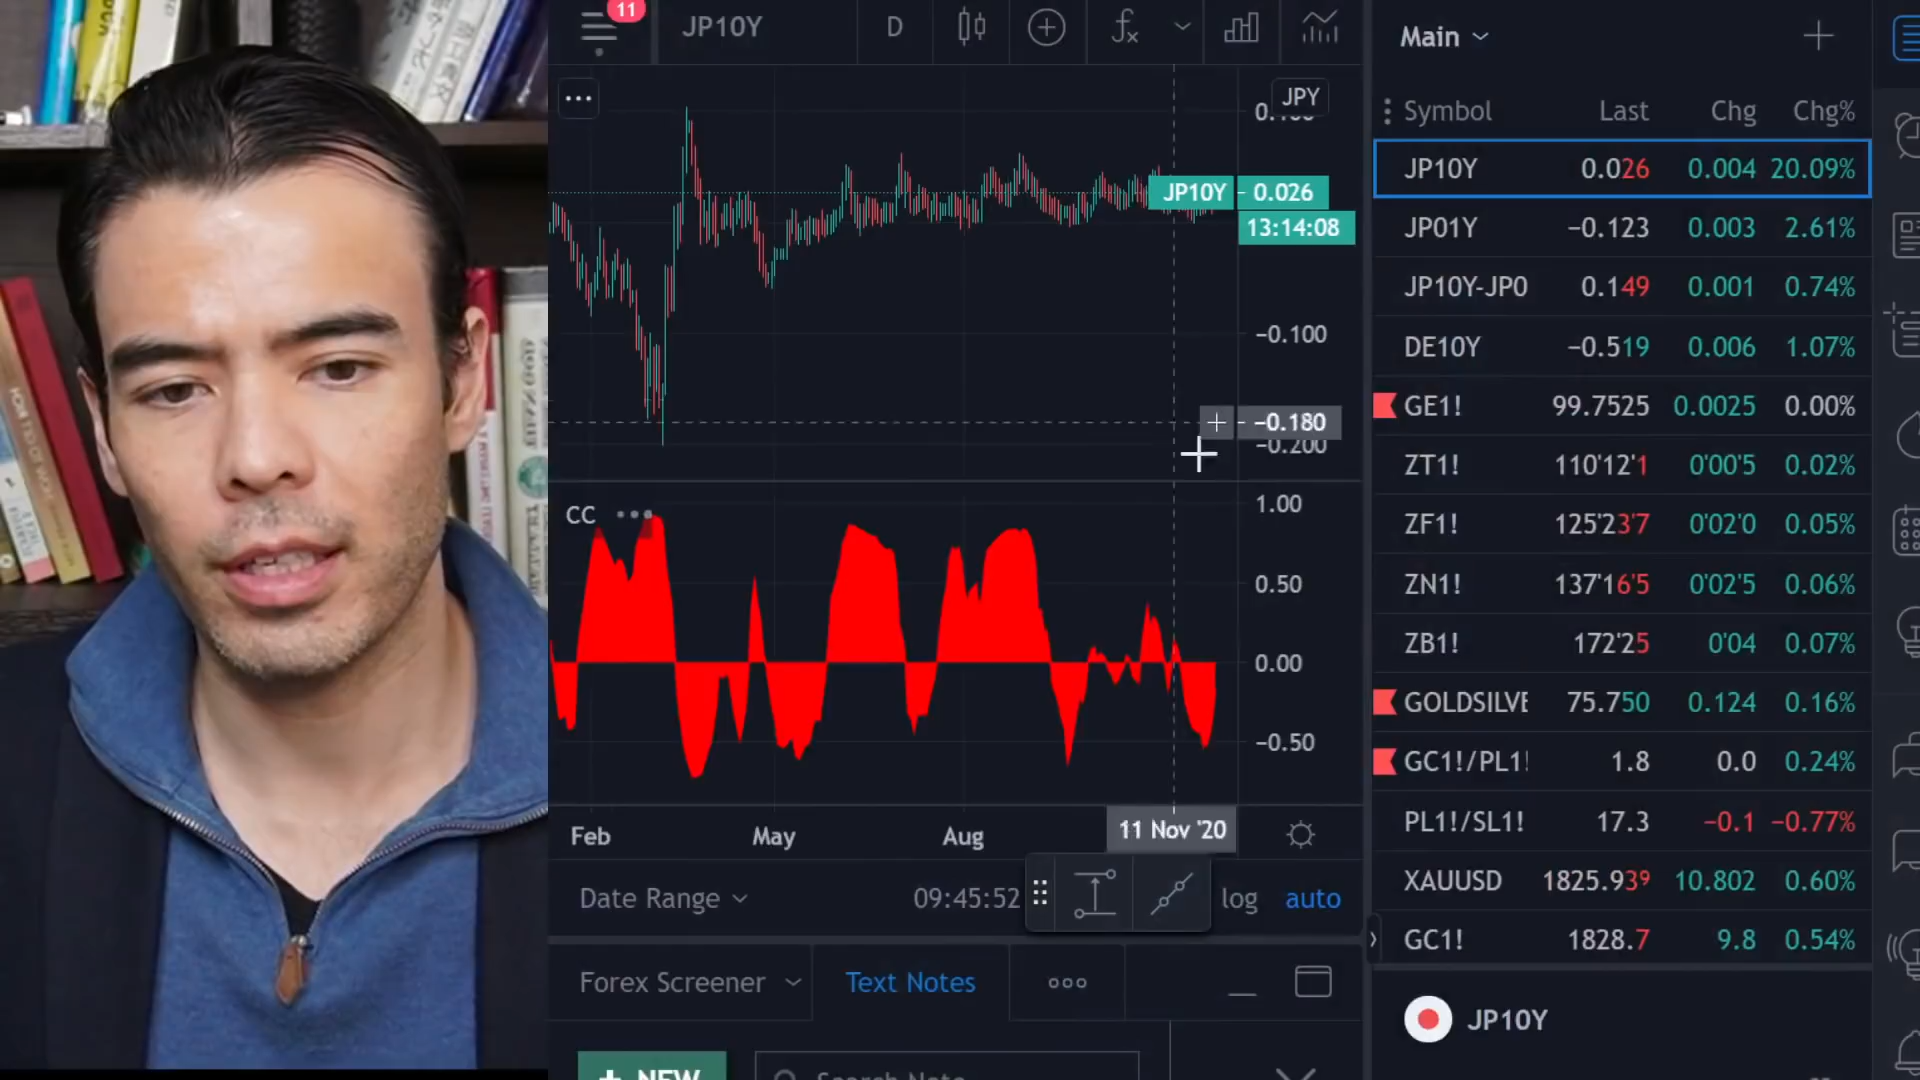 11
JP10Y
D
JPY
JP10Y
0.026
13:14:08
-0.100
-0.180
-0.200
CC
1.00
0.50
0.00
-0.50
Feb
May
Aug
11 Nov '20
Date Range
09:45:52
log
auto
Forex Screener
Text Notes
+ NEW
Search Note
Main
Symbol Last Chg Chg%
JP10Y 0.026 0.004 20.09%
JP01Y −0.123 0.003 2.61%
JP10Y-JP0 0.149 0.001 0.74%
DE10Y −0.519 0.006 1.07%
GE1! 99.7525 0.0025 0.00%
ZT1! 110'12'1 0'00'5 0.02%
ZF1! 125'23'7 0'02'0 0.05%
ZN1! 137'16'5 0'02'5 0.06%
ZB1! 172'25 0'04 0.07%
GOLDSILVE 75.750 0.124 0.16%
GC1!/PL1! 1.8 0.0 0.24%
PL1!/SL1! 17.3 −0.1 −0.77%
XAUUSD 1825.939 10.802 0.60%
GC1! 1828.7 9.8 0.54%
JP10Y